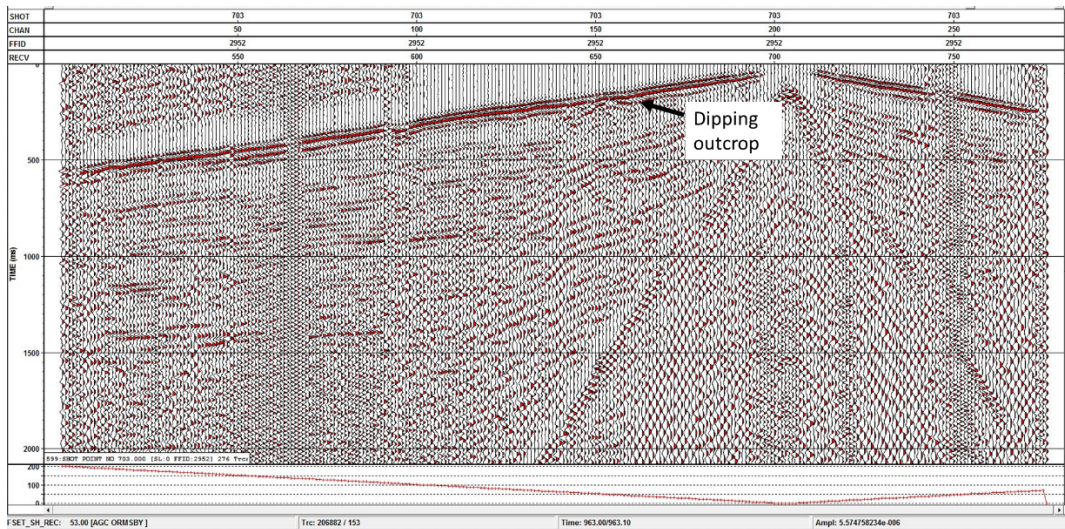 SHOT 703 703 703 703 703
CHAN 50 100 150 200 250
FFID 2952 2952 2952 2952 2952
RECV 550 600 650 700 750
0
Dipping
outcrop
500
1000
TIME (ms)
1500
2000
599:SHOT POINT NO 703.000 [SL:0 FFID:2952] 276 Trcs
200
100
0
FSET_SH_REC: 53.00 [AGC ORMSBY ] Trc: 206882 / 153 Time: 963.00/963.10 Ampl: 5.574758234e-006